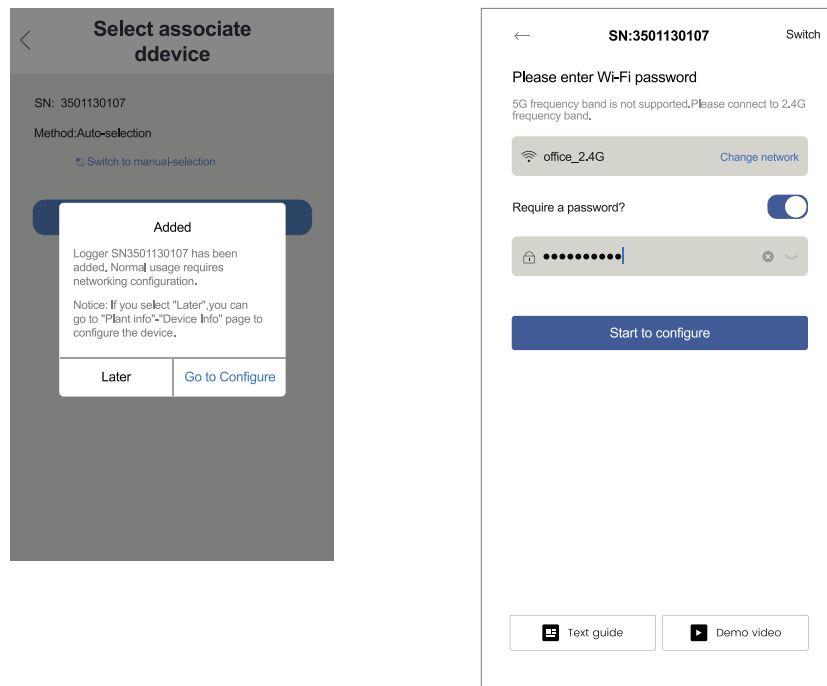 Select associate
ddevice
SN: 3501130107
Method:Auto-selection
Switch to manual-selection
Added
Logger SN3501130107 has been
added. Normal usage requires
networking configuration.
Notice: If you select "Later",you can
go to "Plant info"-"Device Info" page to
configure the device.
Later
Go to Configure
SN:3501130107
Switch
Please enter Wi-Fi password
5G frequency band is not supported.Please connect to 2.4G
frequency band.
office_2.4G
Change network
Require a password?
●●●●●●●●●●
Start to configure
Text guide
Demo video